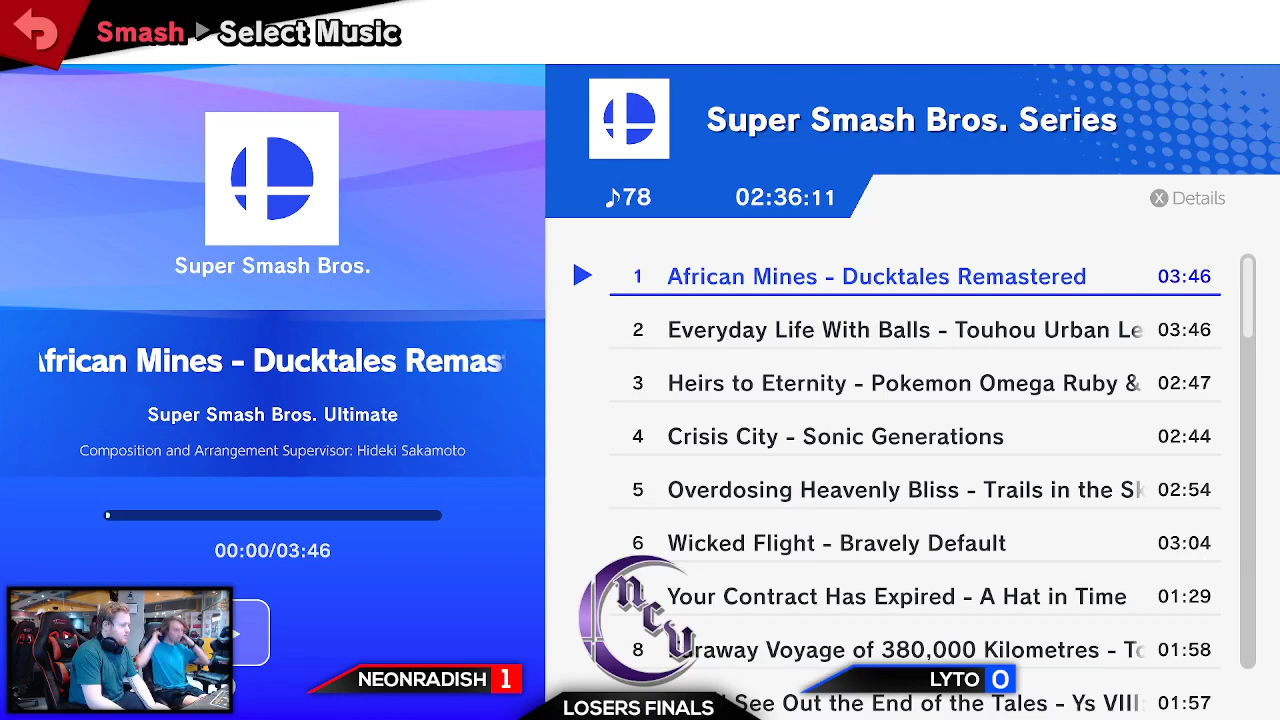 Smash ▶ Select Music
Super Smash Bros.
African Mines - Ducktales Remast
Super Smash Bros. Ultimate
Composition and Arrangement Supervisor: Hideki Sakamoto
00:00/03:46
Super Smash Bros. Series
♪78 02:36:11
X Details
1 African Mines - Ducktales Remastered 03:46
2 Everyday Life With Balls - Touhou Urban Le 03:46
3 Heirs to Eternity - Pokemon Omega Ruby & 02:47
4 Crisis City - Sonic Generations 02:44
5 Overdosing Heavenly Bliss - Trails in the Sk 02:54
6 Wicked Flight - Bravely Default 03:04
Your Contract Has Expired - A Hat in Time 01:29
8 araway Voyage of 380,000 Kilometres - To 01:58
See Out the End of the Tales - Ys VIII: 01:57
ncv
NEONRADISH 1
LOSERS FINALS
LYTO 0